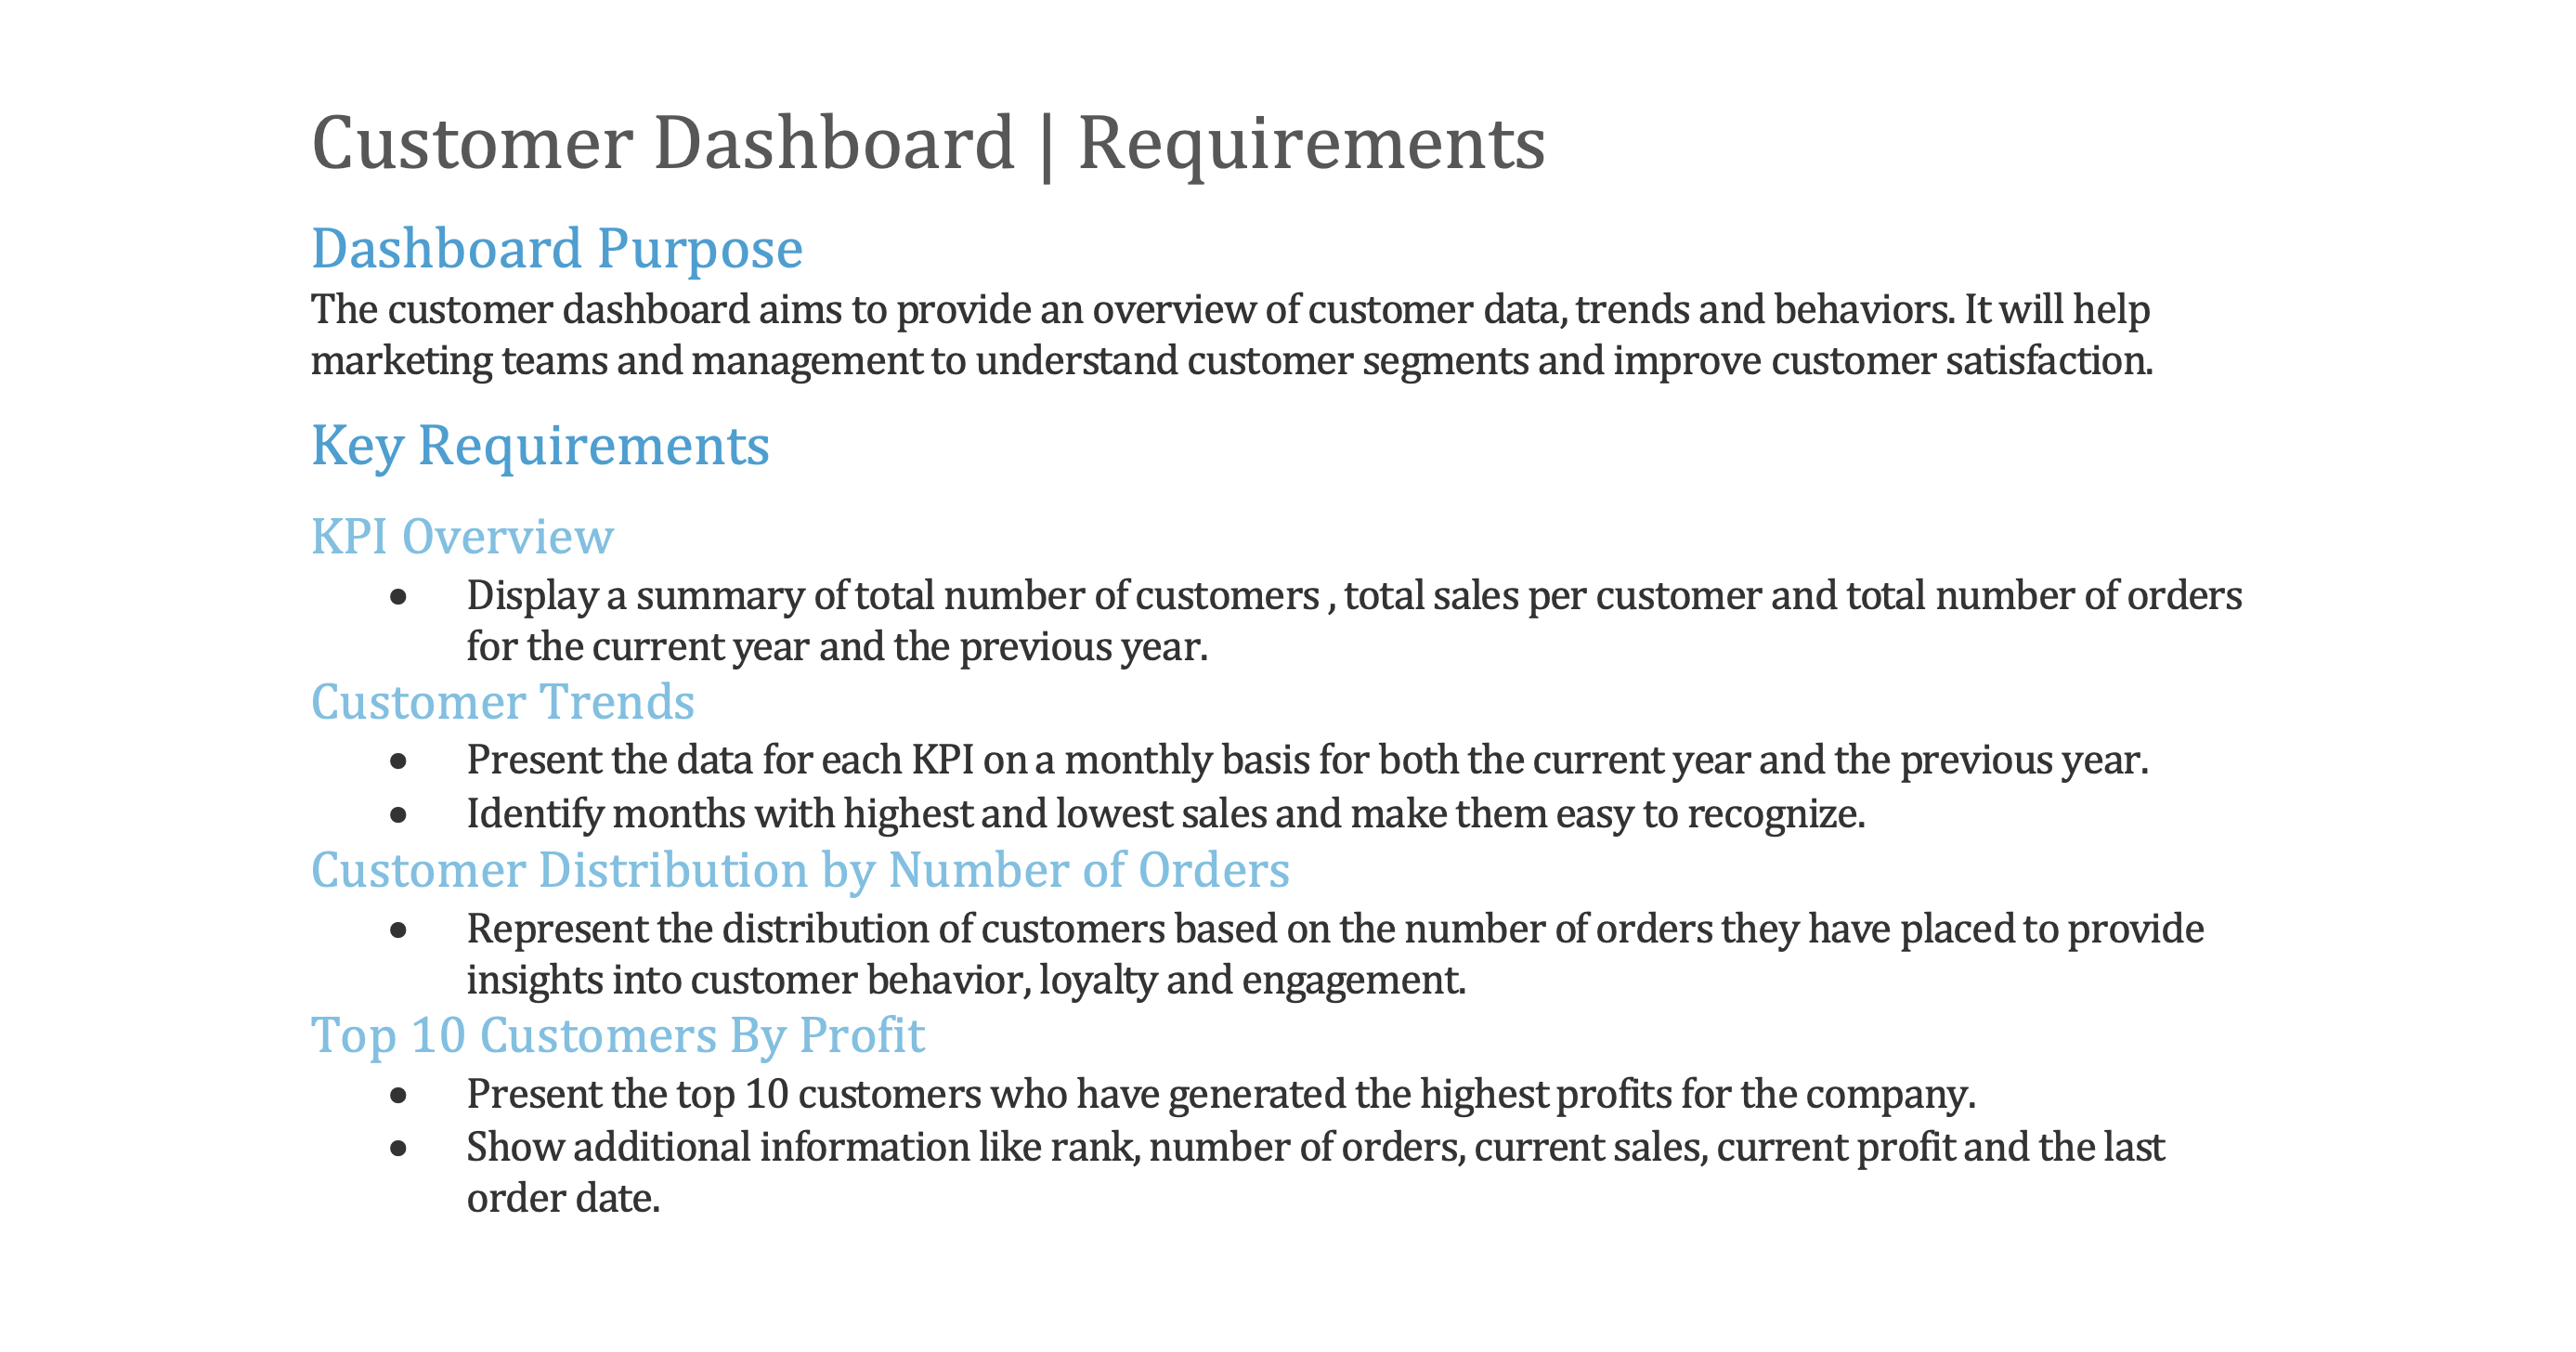 Customer Dashboard | Requirements
Dashboard Purpose
The customer dashboard aims to provide an overview of customer data, trends and behaviors. It will help
marketing teams and management to understand customer segments and improve customer satisfaction.
Key Requirements
KPI Overview
• Display a summary of total number of customers , total sales per customer and total number of orders
for the current year and the previous year.
Customer Trends
• Present the data for each KPI on a monthly basis for both the current year and the previous year.
• Identify months with highest and lowest sales and make them easy to recognize.
Customer Distribution by Number of Orders
• Represent the distribution of customers based on the number of orders they have placed to provide
insights into customer behavior, loyalty and engagement.
Top 10 Customers By Profit
• Present the top 10 customers who have generated the highest profits for the company.
• Show additional information like rank, number of orders, current sales, current profit and the last
order date.